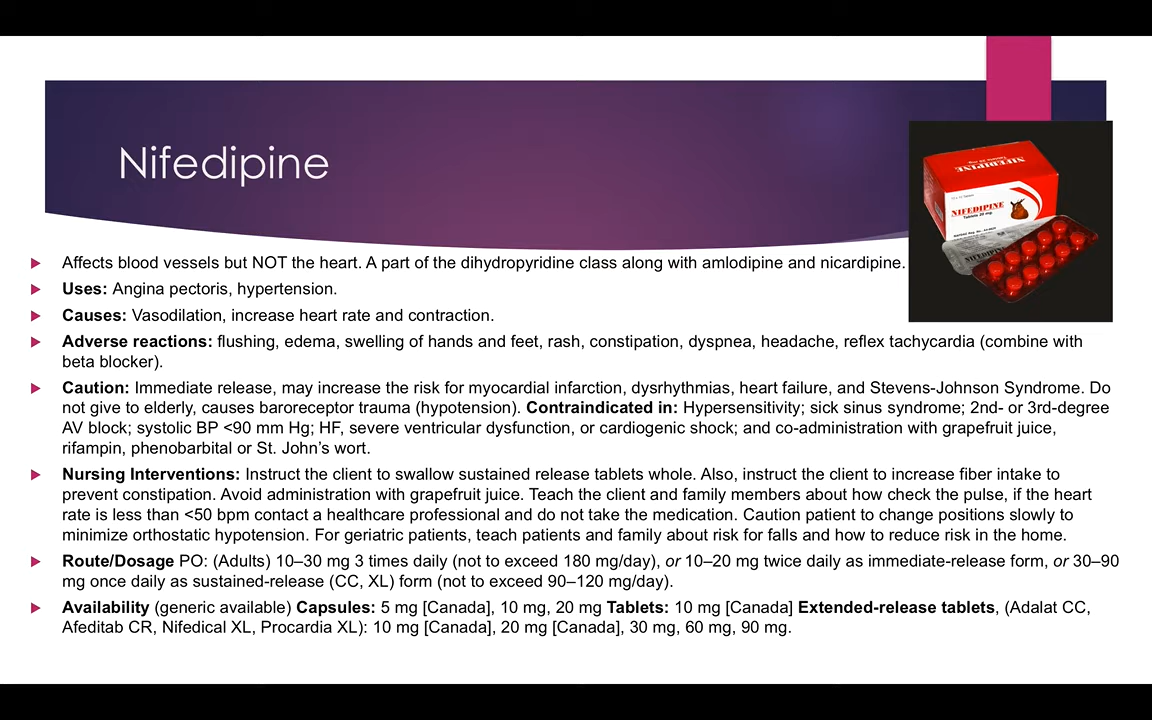 Nifedipine
NIFEDIPINE
Tablets 20 mg.
NIFEDIPINE
Tablets 20 mg.
Affects blood vessels but NOT the heart. A part of the dihydropyridine class along with amlodipine and nicardipine.
Uses: Angina pectoris, hypertension.
Causes: Vasodilation, increase heart rate and contraction.
Adverse reactions: flushing, edema, swelling of hands and feet, rash, constipation, dyspnea, headache, reflex tachycardia (combine with
beta blocker).
Caution: Immediate release, may increase the risk for myocardial infarction, dysrhythmias, heart failure, and Stevens-Johnson Syndrome. Do
not give to elderly, causes baroreceptor trauma (hypotension). Contraindicated in: Hypersensitivity; sick sinus syndrome; 2nd- or 3rd-degree
AV block; systolic BP <90 mm Hg; HF, severe ventricular dysfunction, or cardiogenic shock; and co-administration with grapefruit juice,
rifampin, phenobarbital or St. John’s wort.
Nursing Interventions: Instruct the client to swallow sustained release tablets whole. Also, instruct the client to increase fiber intake to
prevent constipation. Avoid administration with grapefruit juice. Teach the client and family members about how check the pulse, if the heart
rate is less than <50 bpm contact a healthcare professional and do not take the medication. Caution patient to change positions slowly to
minimize orthostatic hypotension. For geriatric patients, teach patients and family about risk for falls and how to reduce risk in the home.
Route/Dosage PO: (Adults) 10–30 mg 3 times daily (not to exceed 180 mg/day), or 10–20 mg twice daily as immediate-release form, or 30–90
mg once daily as sustained-release (CC, XL) form (not to exceed 90–120 mg/day).
Availability (generic available) Capsules: 5 mg [Canada], 10 mg, 20 mg Tablets: 10 mg [Canada] Extended-release tablets, (Adalat CC,
Afeditab CR, Nifedical XL, Procardia XL): 10 mg [Canada], 20 mg [Canada], 30 mg, 60 mg, 90 mg.